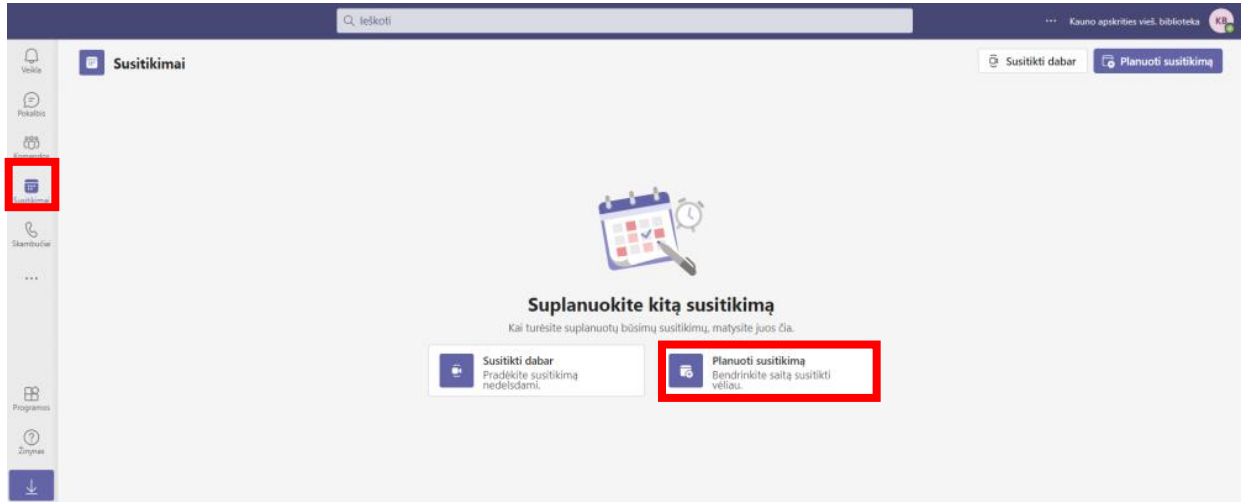 Ieškoti
... Kauno apskrities vieš. biblioteka KB
Veikla
Susitikimai
Susitikti dabar
Planuoti susitikimą
Pokalbis
Komandos
Susitikimai
Skambučiai
...
Suplanuokite kitą susitikimą
Kai turėsite suplanuotų būsimų susitikimų, matysite juos čia.
Susitikti dabar
Pradėkite susitikimą
nedelsdami.
Planuoti susitikimą
Bendrinkite saitą susitikti
vėliau.
Programos
Žinynas